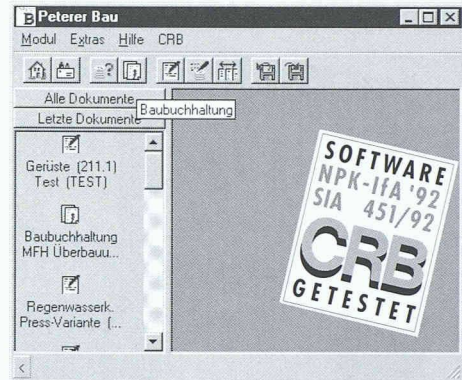 Peterer Bau
Modul Extras Hilfe CRB
Alle Dokumente
Baubuchhaltung
Letzte Dokumente
Gerüste (211.1)
Test (TEST)
Baubuchhaltung
MFH Überbauu...
Regenwasserk.
Press-Variante (...
SOFTWARE
NPK-IfA '92
SIA 451/92
CRB
GETESTET